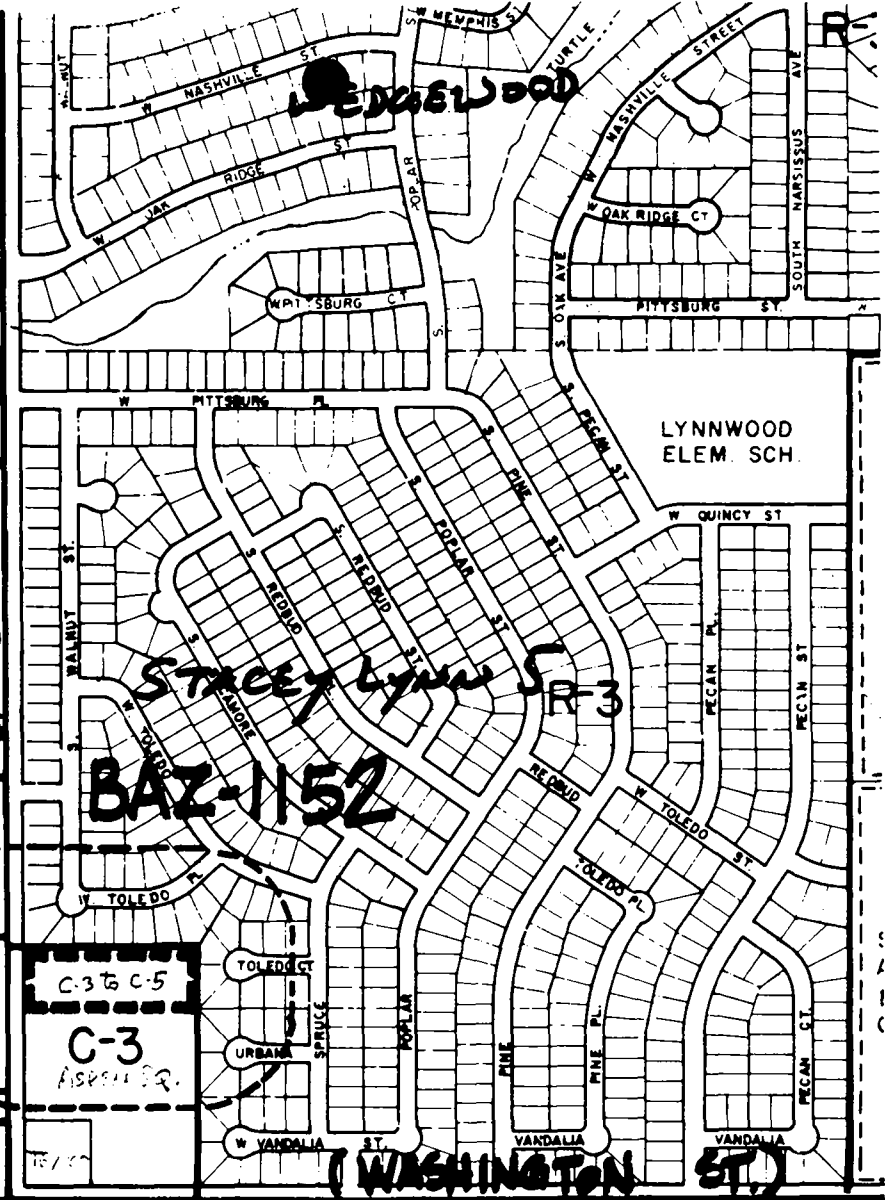 W MEMPHIS ST
R-
TURTLE
W NASHVILLE ST
W NASHVILLE STREET
WEDGEWOOD
SOUTH NARSISSUS AVE
W OAK RIDGE ST
POPLAR
S.
W OAK RIDGE CT
W PITTSBURG CT
S OAK AVE
PITTSBURG ST.
W PITTSBURG PL
S. PECAN ST
LYNNWOOD
ELEM. SCH.
S PINE ST
S POPLAR ST
W QUINCY ST
S. WALNUT ST.
S REDBUD
S. REDBUD ST.
PECAN PL.
PECAN ST
STACEY LYNN 5
R-3
W TOLEDO
BAZ-1152
REDBUD
W TOLEDO ST.
TOLEDO PL.
W TOLEDO PL
C-3 to C-5
TOLEDO CT
C-3
SPRUCE
POPLAR
URBANA
PINE
PINE PL.
PECAN CT.
W VANDALIA ST.
VANDALIA
VANDALIA
(WASHINGTON ST.)